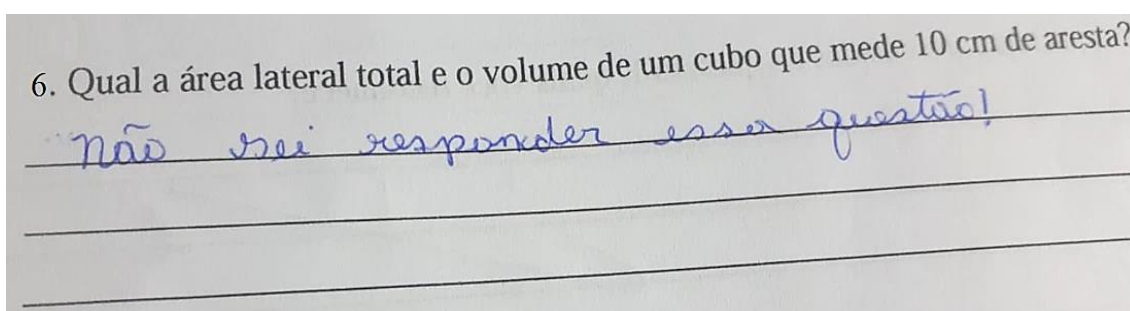 6. Qual a área lateral total e o volume de um cubo que mede 10 cm de aresta?
não sei responder essa questão!